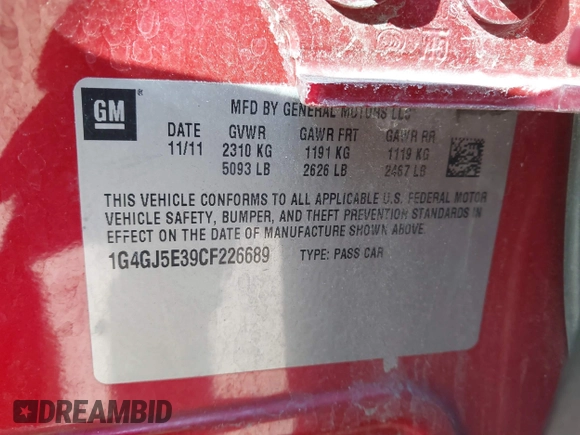 GM
MFD BY GENERAL MOTORS LLC
DATE GVWR GAWR FRT GAWR RR
11/11 2310 KG 1191 KG 1119 KG
5093 LB 2626 LB 2467 LB
THIS VEHICLE CONFORMS TO ALL APPLICABLE U.S. FEDERAL MOTOR
VEHICLE SAFETY, BUMPER, AND THEFT PREVENTION STANDARDS IN
EFFECT ON THE DATE OF MANUFACTURE SHOWN ABOVE.
1G4GJ5E39CF226689 TYPE: PASS CAR
DREAMBID